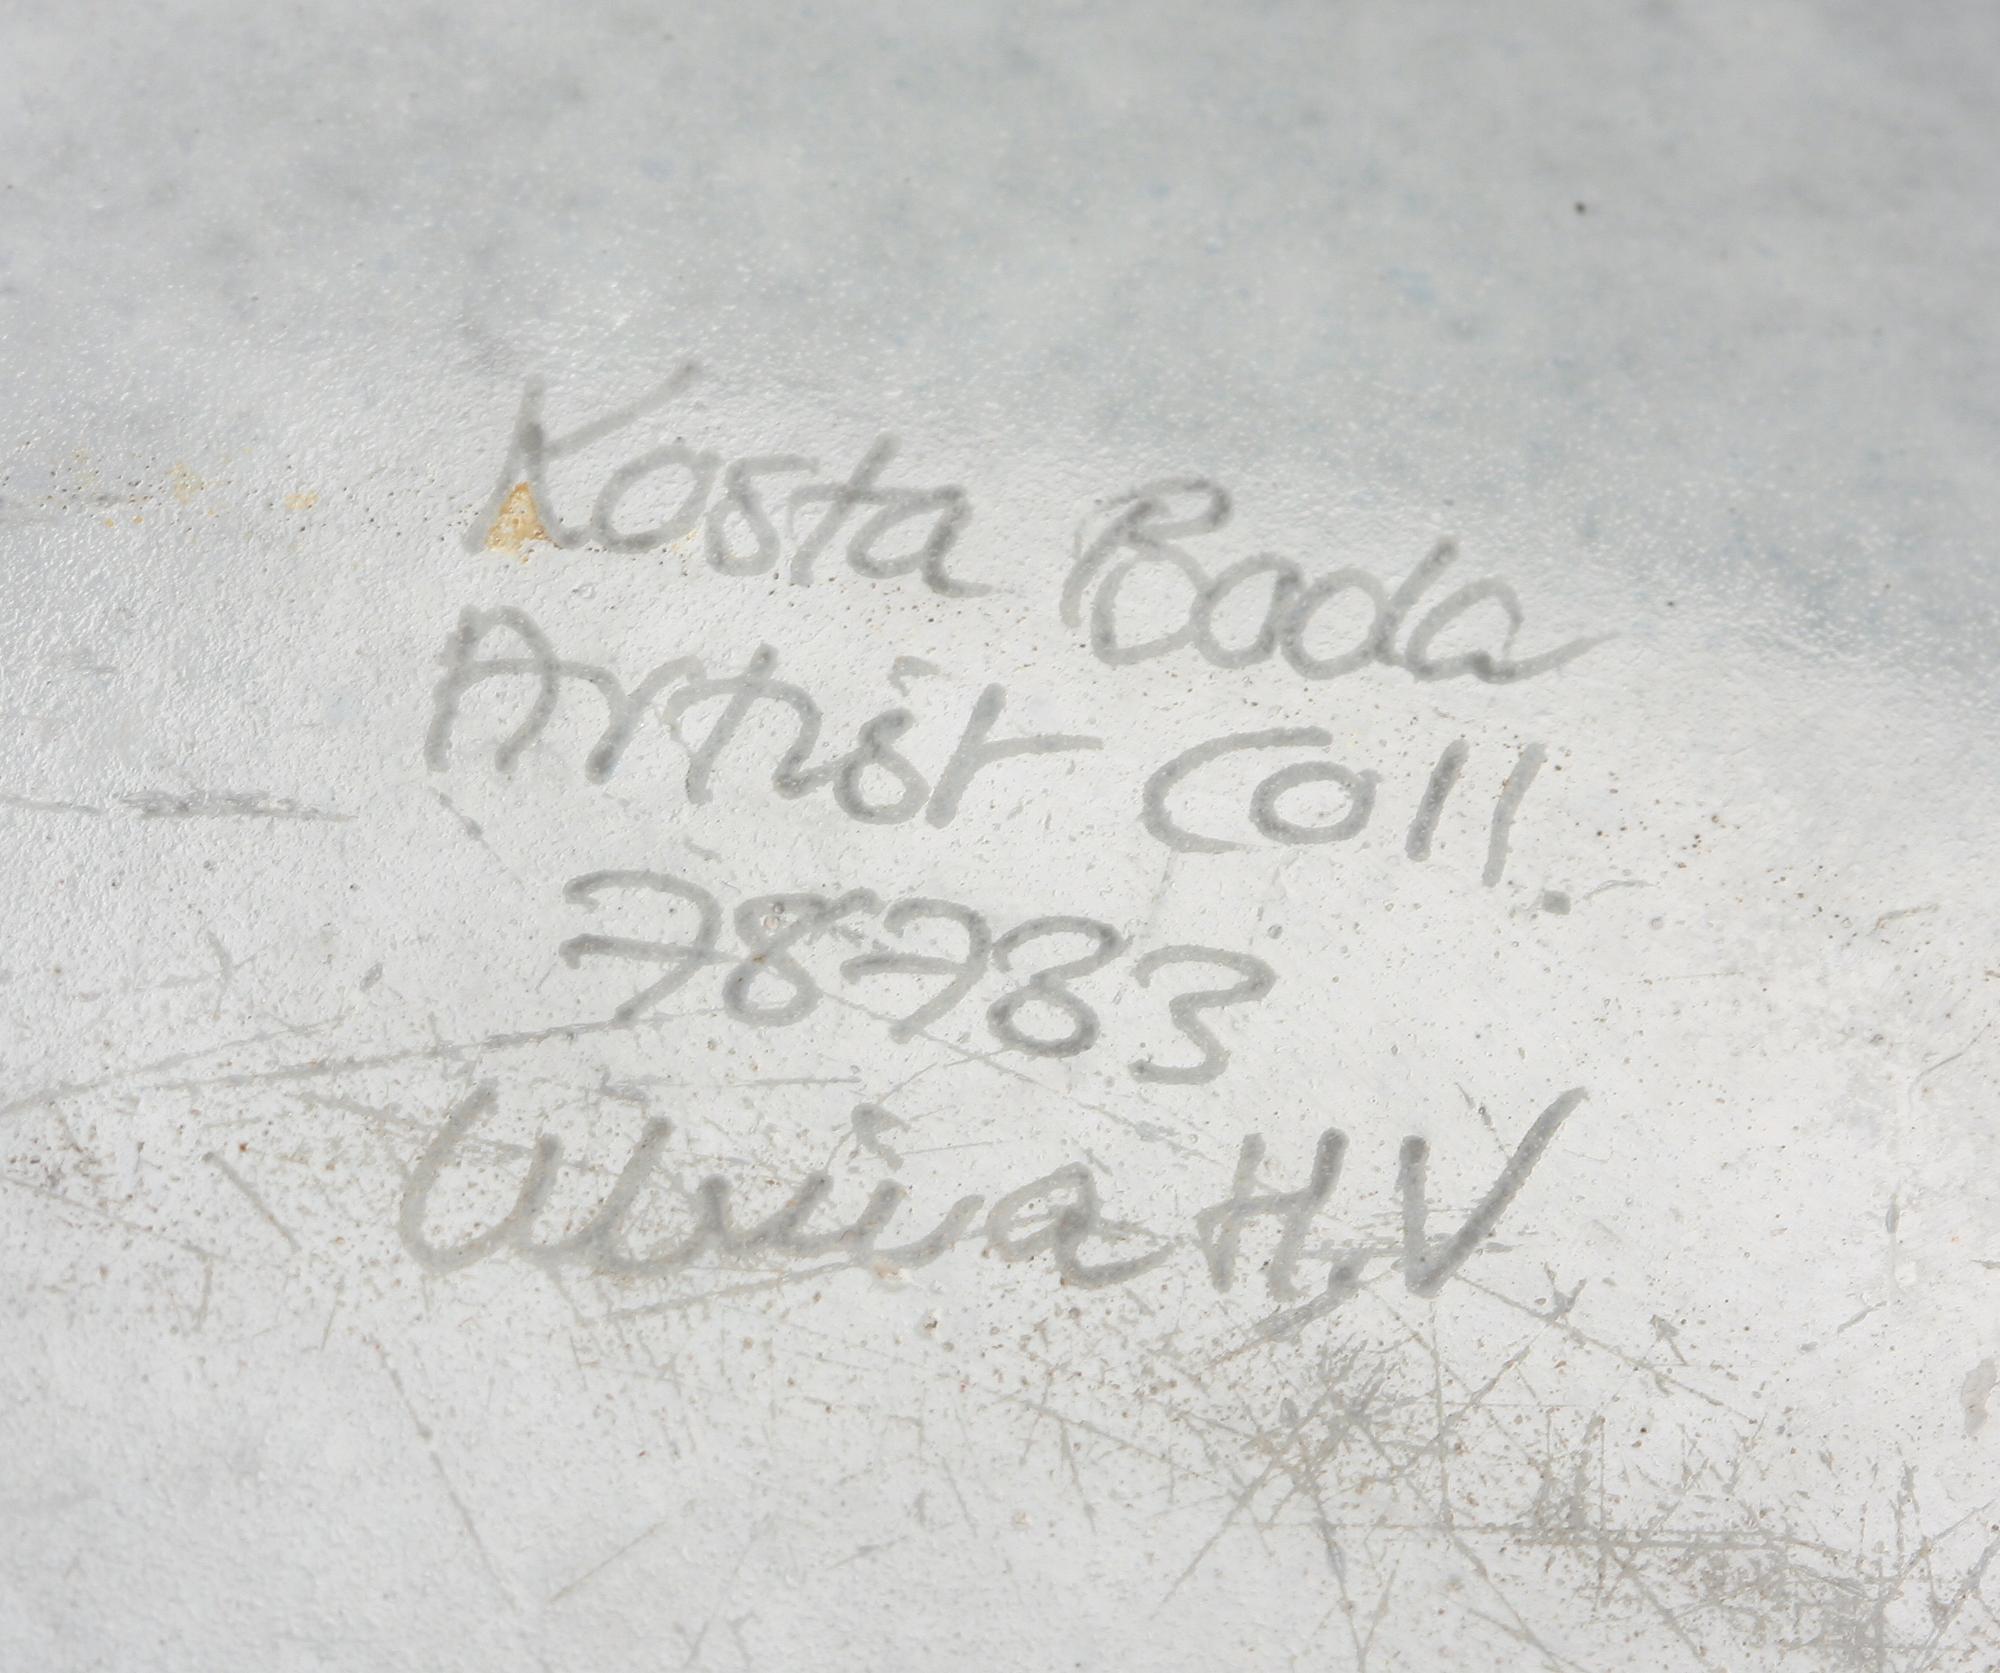 Kosta Boda
Artist Coll.
78783
Ulrica H.V